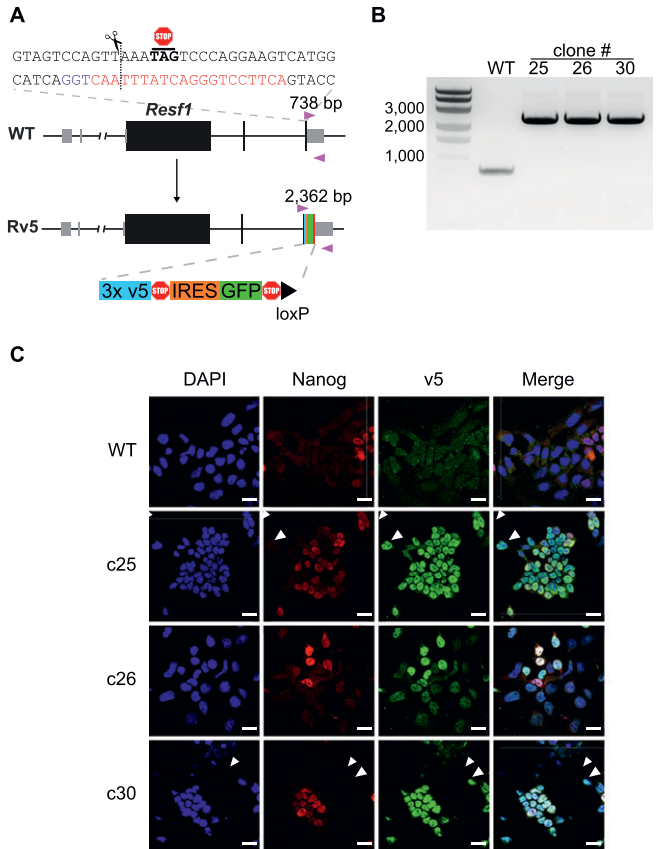 A
STOP
GTAGTCCAGTTAAATAGTCCCAGGAAGTCATGG
CATCAGGTCAATTTATCAGGGTCCTTCAGTACC
Resf1
738 bp
WT
2,362 bp
Rv5
3x v5 STOP IRES GFP STOP
loxP
B
clone #
WT 25 26 30
3,000
2,000
1,000
C
DAPI Nanog v5 Merge
WT
c25
c26
c30